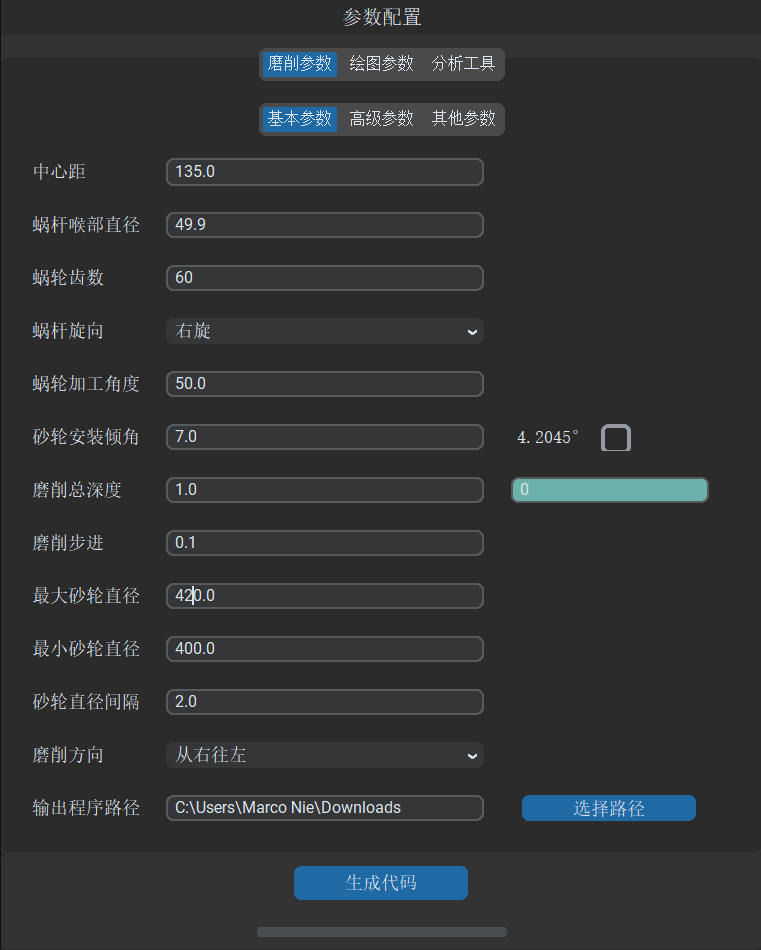 参数配置
磨削参数 绘图参数 分析工具
基本参数 高级参数 其他参数
中心距 135.0
蜗杆喉部直径 49.9
蜗轮齿数 60
蜗杆旋向 右旋
蜗轮加工角度 50.0
砂轮安装倾角 7.0 4.2045°
磨削总深度 1.0 0
磨削步进 0.1
最大砂轮直径 420.0
最小砂轮直径 400.0
砂轮直径间隔 2.0
磨削方向 从右往左
输出程序路径 C:\Users\Marco Nie\Downloads 选择路径
生成代码